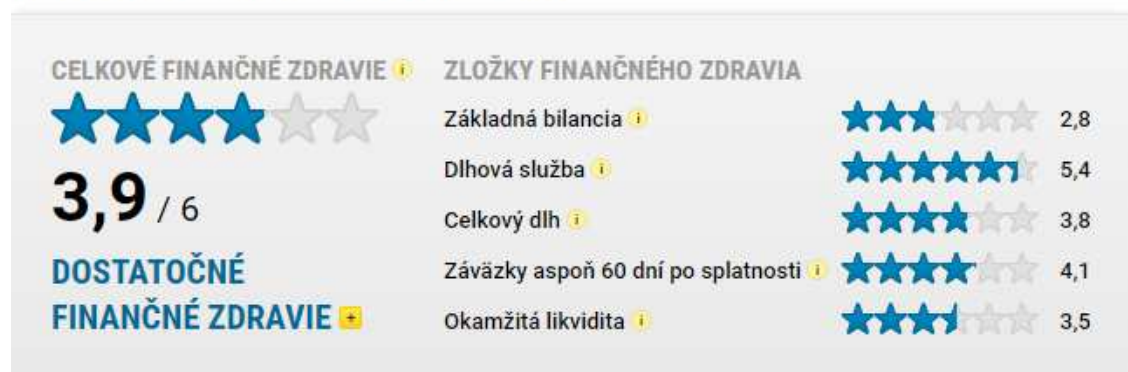 CELKOVÉ FINANČNÉ ZDRAVIE i
3,9 / 6
DOSTATOČNÉ
FINANČNÉ ZDRAVIE +
ZLOŽKY FINANČNÉHO ZDRAVIA
Základná bilancia i 2,8
Dlhová služba i 5,4
Celkový dlh i 3,8
Záväzky aspoň 60 dní po splatnosti i 4,1
Okamžitá likvidita i 3,5